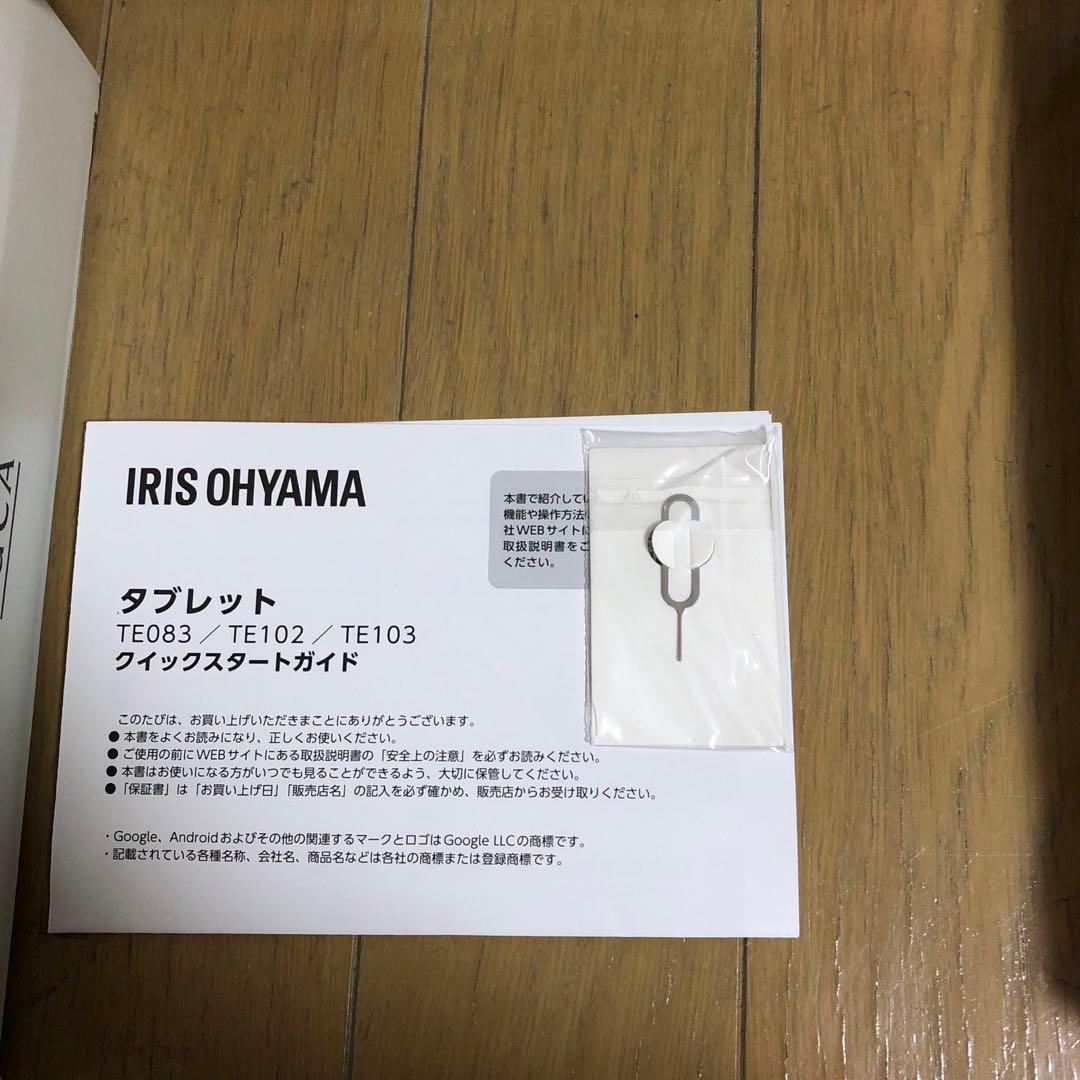 IRIS OHYAMA
本書で紹介してい
機能や操作方法
社WEBサイトに
取扱説明書をご
ください。
タブレット
TE083／TE102／TE103
クイックスタートガイド
このたびは、お買い上げいただきまことにありがとうございます。
●本書をよくお読みになり、正しくお使いください。
●ご使用の前にWEBサイトにある取扱説明書の「安全上の注意」を必ずお読みください。
●本書はお使いになる方がいつでも見ることができるよう、大切に保管してください。
●「保証書」は「お買い上げ日」「販売店名」の記入を必ず確かめ、販売店からお受け取りください。
・Google、Androidおよびその他の関連するマークとロゴはGoogle LLCの商標です。
・記載されている各種名称、会社名、商品名などは各社の商標または登録商標です。